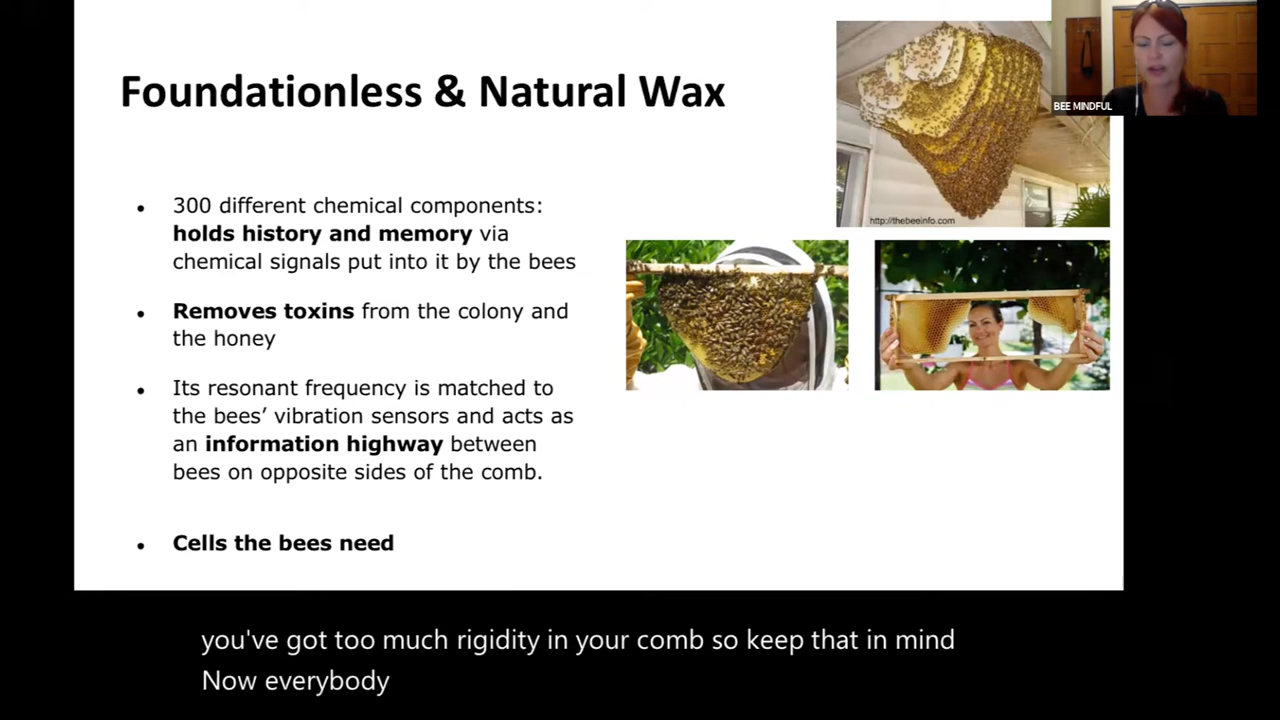 Foundationless & Natural Wax
http://thebeeinfo.com
BEE MINDFUL
• 300 different chemical components:
holds history and memory via
chemical signals put into it by the bees
• Removes toxins from the colony and
the honey
• Its resonant frequency is matched to
the bees’ vibration sensors and acts as
an information highway between
bees on opposite sides of the comb.
• Cells the bees need
you've got too much rigidity in your comb so keep that in mind
Now everybody